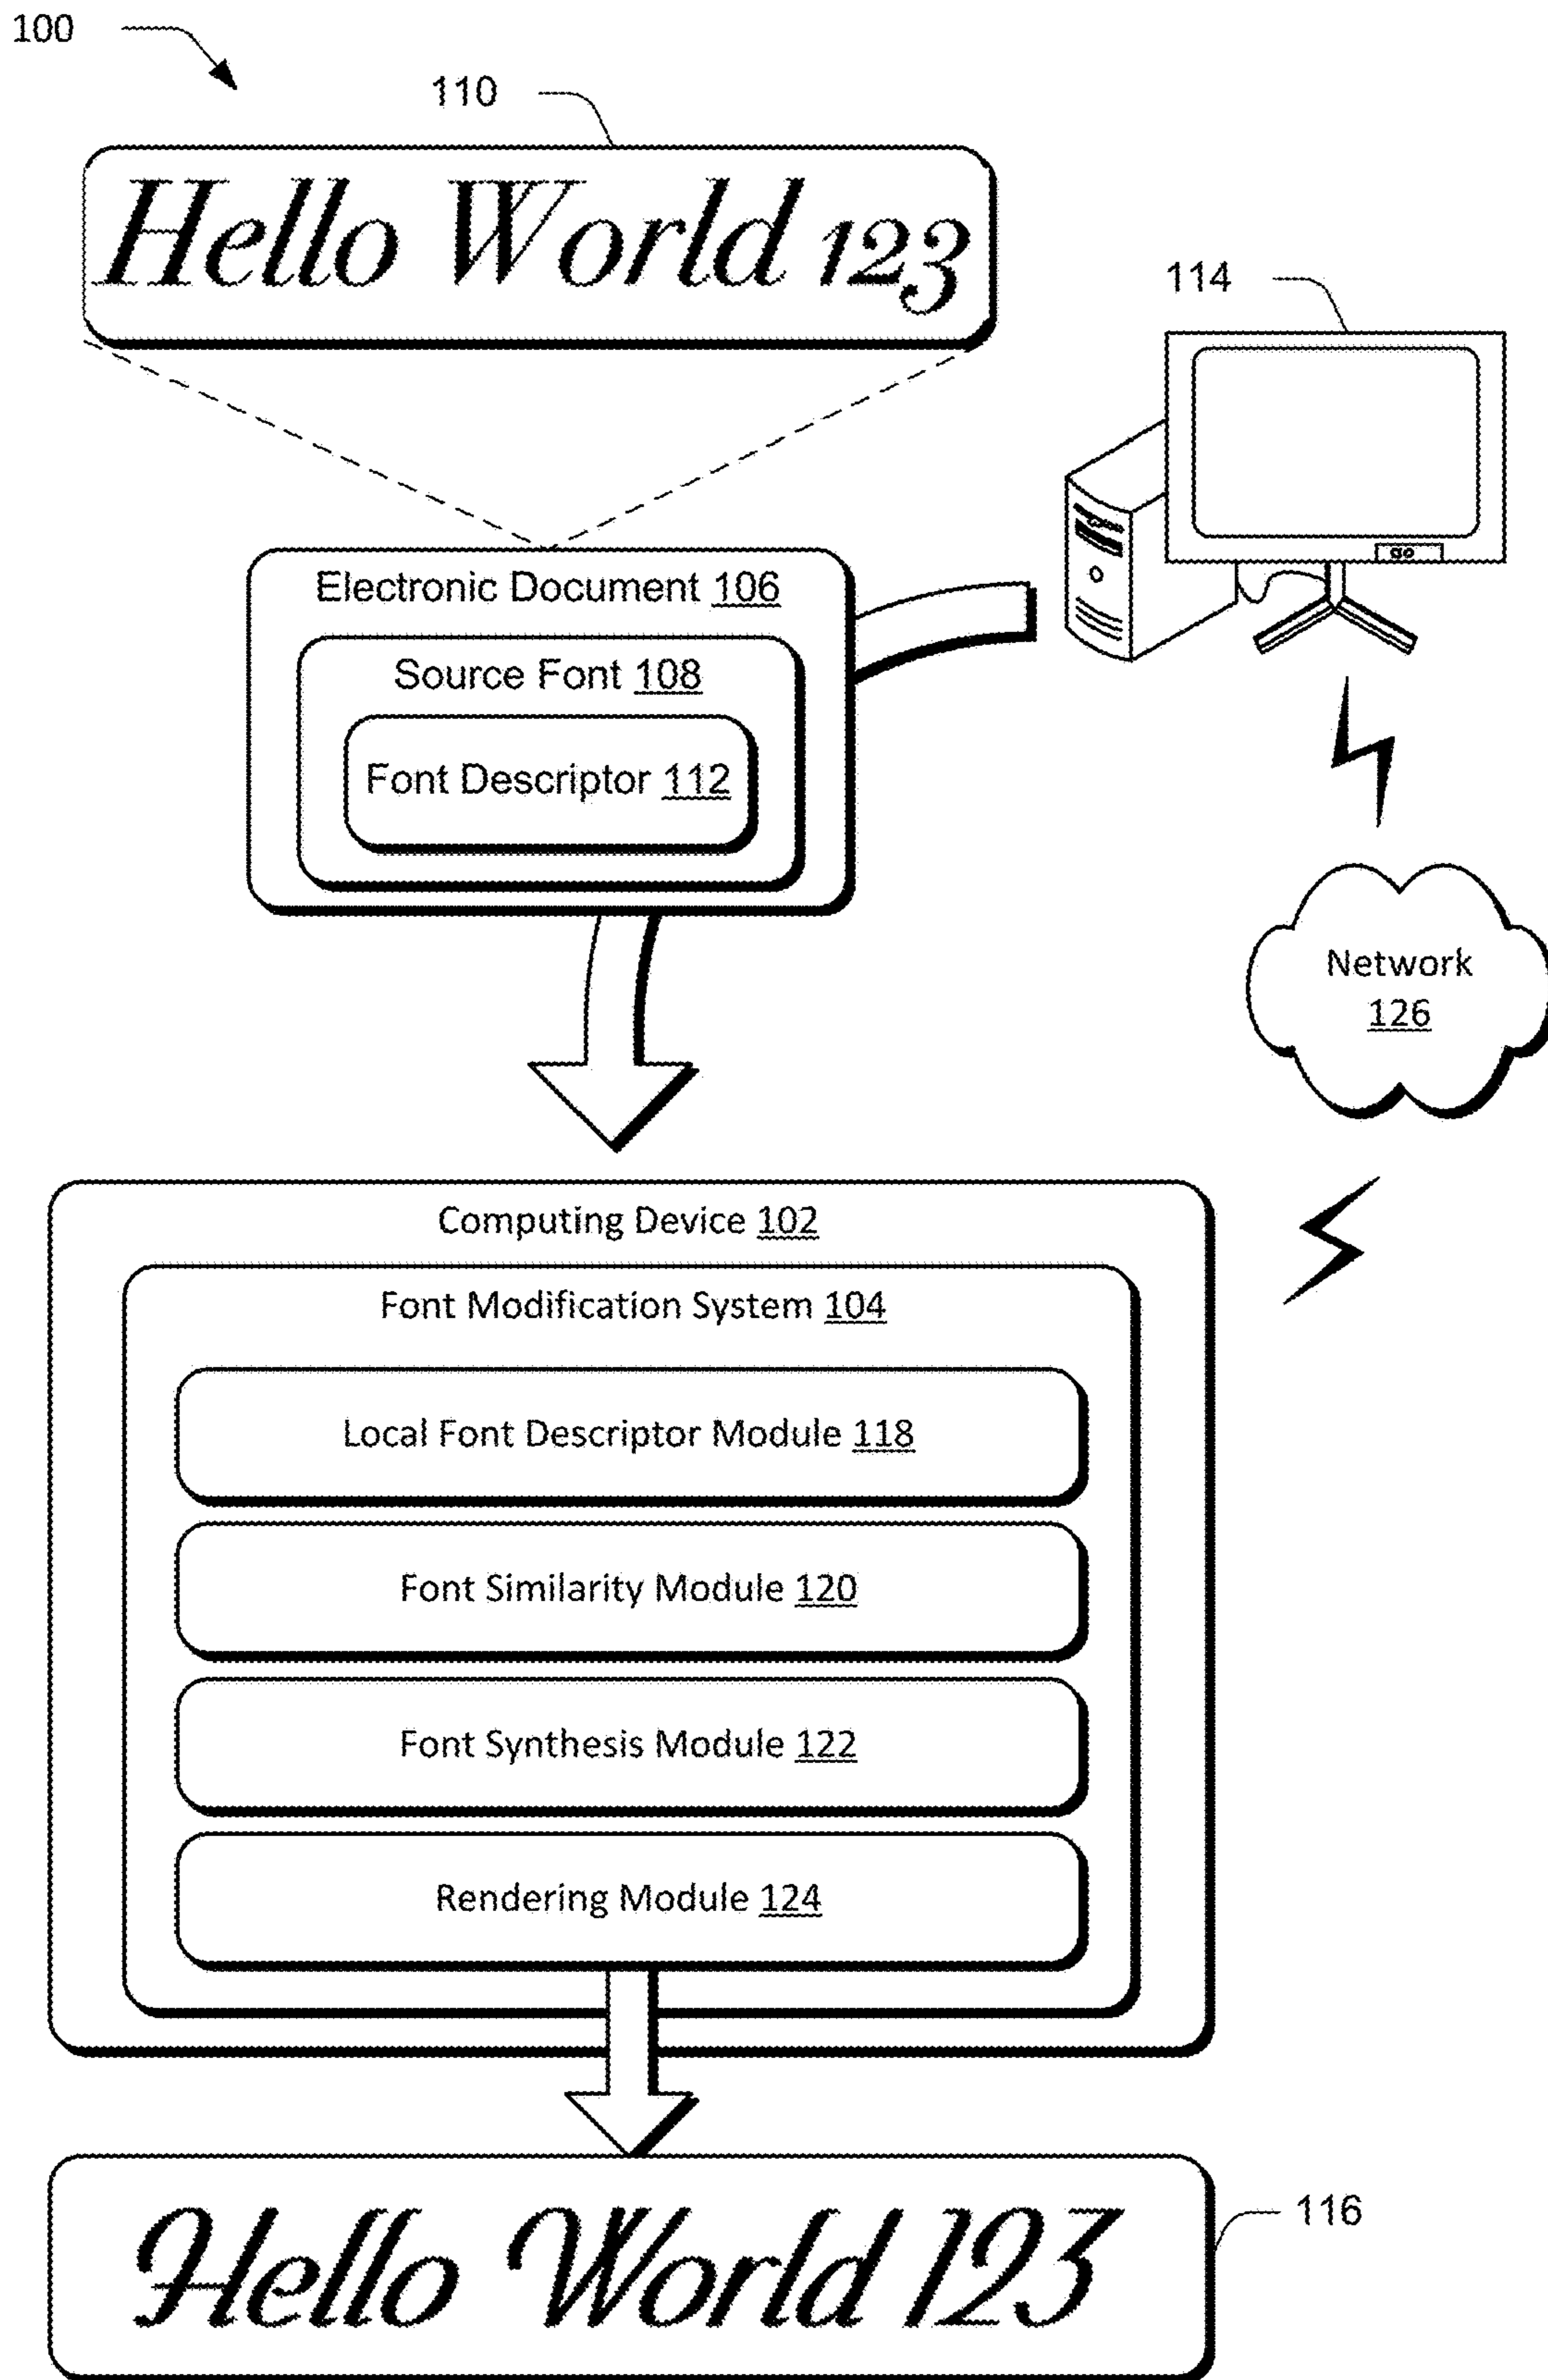 100
110
Hello World 123
114
Electronic Document 106
Source Font 108
Font Descriptor 112
Network
126
Computing Device 102
Font Modification System 104
Local Font Descriptor Module 118
Font Similarity Module 120
Font Synthesis Module 122
Rendering Module 124
Hello World 123
116